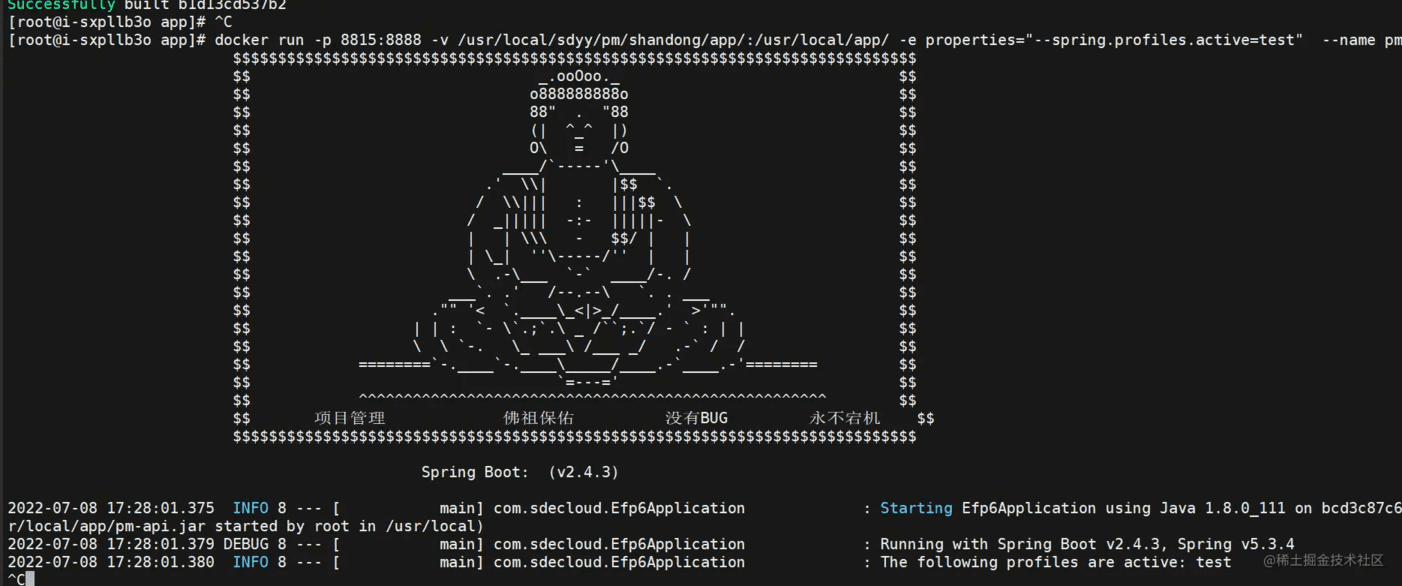 Successfully built b1d13cd537b2
[root@i-sxpllb3o app]# ^C
[root@i-sxpllb3o app]# docker run -p 8815:8888 -v /usr/local/sdyy/pm/shandong/app/:/usr/local/app/ -e properties="--spring.profiles.active=test"  --name pm
$$$$$$$$$$$$$$$$$$$$$$$$$$$$$$$$$$$$$$$$$$$$$$$$$$$$$$$$$$$$$$$$$$$$$$$$$$$$
$$                                _.ooOoo._                               $$
$$                               o888888888o                              $$
$$                               88"  .  "88                              $$
$$                               (|  ^_^  |)                              $$
$$                               O\   =   /O                              $$
$$                            ____/`-----'\____                           $$
$$                          .'  \\|       |$$  `.                         $$
$$                         /  \\|||   :   |||$$  \                        $$
$$                        /  _|||||  -:-  |||||-  \                       $$
$$                        |   | \\\   -   $$/ |   |                       $$
$$                        | \_|  ''\-----/''  |   |                       $$
$$                        \  .-\___  `-`  ____/-. /                       $$
$$                      ___`. .'   /--.--\   `. . ___                     $$
$$                    ."" '<  `.____\_<|>_/____.'  >'"".                  $$
$$                  | | :  `- \`.;`.\ _ /``;.`/ - ` : | |                 $$
$$                  \  \ `-.   \_ ___\ /___ _/   .-` /  /                 $$
$$            ========`-.____`-.____\_____/____.-`____.-'========         $$
$$                                  `=---='                               $$
$$            ^^^^^^^^^^^^^^^^^^^^^^^^^^^^^^^^^^^^^^^^^^^^^^^^^^^^        $$
$$       项目管理             佛祖保佑          没有BUG         永不宕机    $$
$$$$$$$$$$$$$$$$$$$$$$$$$$$$$$$$$$$$$$$$$$$$$$$$$$$$$$$$$$$$$$$$$$$$$$$$$$$$
Spring Boot:  (v2.4.3)
2022-07-08 17:28:01.375  INFO 8 --- [           main] com.sdecloud.Efp6Application             : Starting Efp6Application using Java 1.8.0_111 on bcd3c87c6
r/local/app/pm-api.jar started by root in /usr/local)
2022-07-08 17:28:01.379 DEBUG 8 --- [           main] com.sdecloud.Efp6Application             : Running with Spring Boot v2.4.3, Spring v5.3.4
2022-07-08 17:28:01.380  INFO 8 --- [           main] com.sdecloud.Efp6Application             : The following profiles are active: test
^C
@稀土掘金技术社区